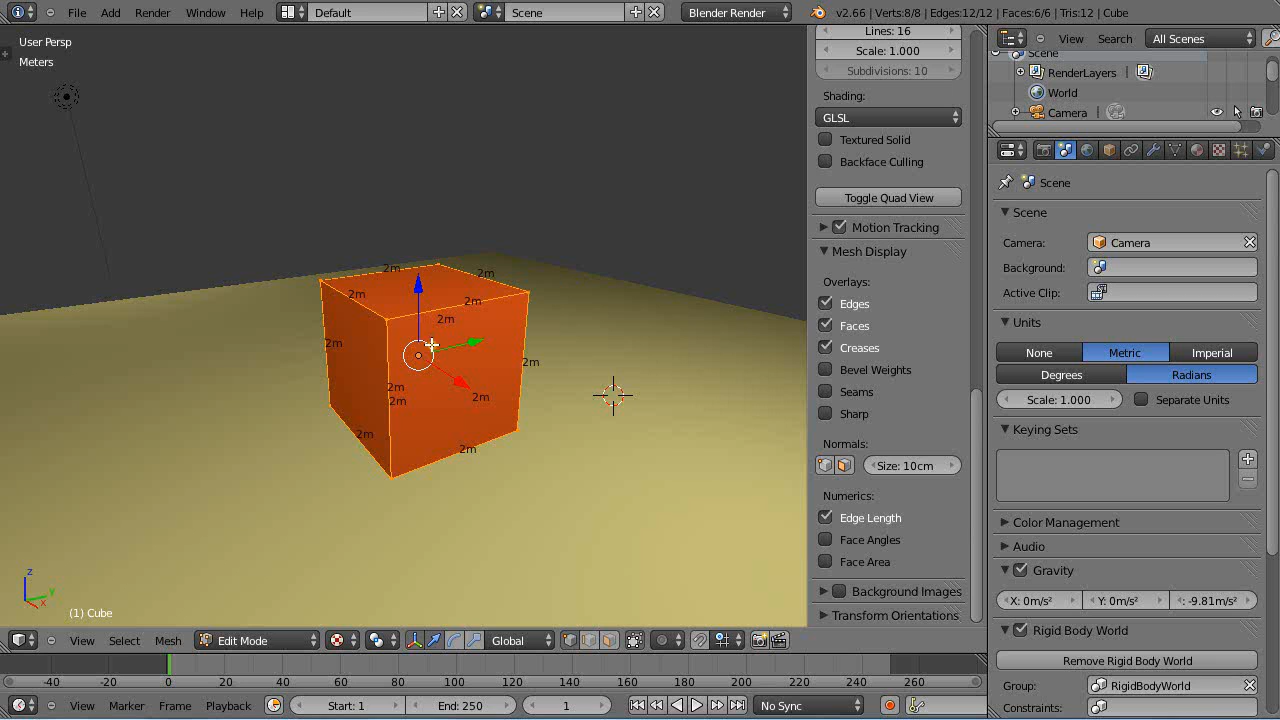 File Add Render Window Help Default Scene Blender Render v2.66 | Verts:8/8 | Edges:12/12 | Faces:6/6 | Tris:12 | Cube
User Persp
Meters
2m
2m
2m
2m
2m
2m
2m
2m
2m
2m
2m
2m
z
y
x
(1) Cube
Lines: 16
Scale: 1.000
Subdivisions: 10
Shading:
GLSL
Textured Solid
Backface Culling
Toggle Quad View
Motion Tracking
Mesh Display
Overlays:
Edges
Faces
Creases
Bevel Weights
Seams
Sharp
Normals:
Size: 10cm
Numerics:
Edge Length
Face Angles
Face Area
Background Images
Transform Orientations
View Search All Scenes
Scene
RenderLayers
World
Camera
Scene
Scene
Camera: Camera
Background:
Active Clip:
Units
None Metric Imperial
Degrees Radians
Scale: 1.000 Separate Units
Keying Sets
Color Management
Audio
Gravity
X: 0m/s² Y: 0m/s² : -9.81m/s²
Rigid Body World
Remove Rigid Body World
Group: RigidBodyWorld
Constraints:
View Select Mesh Edit Mode Global
-40 -20 0 20 40 60 80 100 120 140 160 180 200 220 240 260
View Marker Frame Playback Start: 1 End: 250 1 No Sync